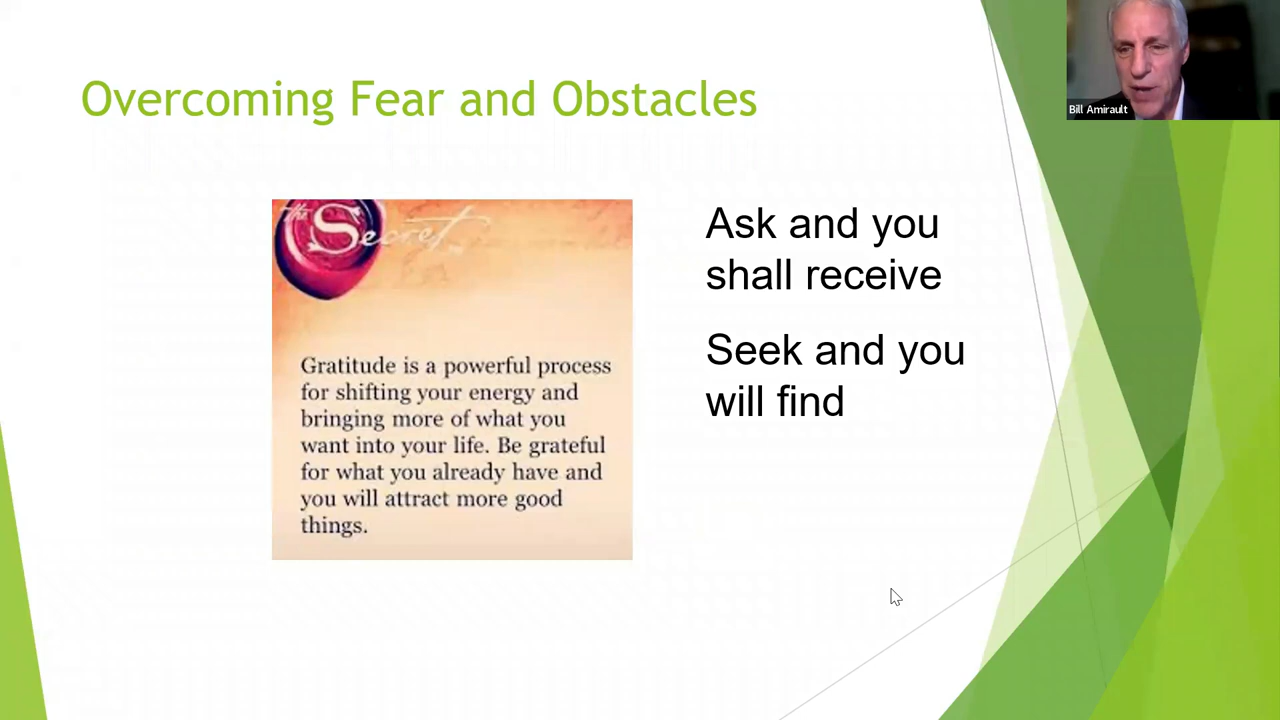 Overcoming Fear and Obstacles
Bill Amirault
the Secret
Gratitude is a powerful process
for shifting your energy and
bringing more of what you
want into your life. Be grateful
for what you already have and
you will attract more good
things.
Ask and you
shall receive
Seek and you
will find